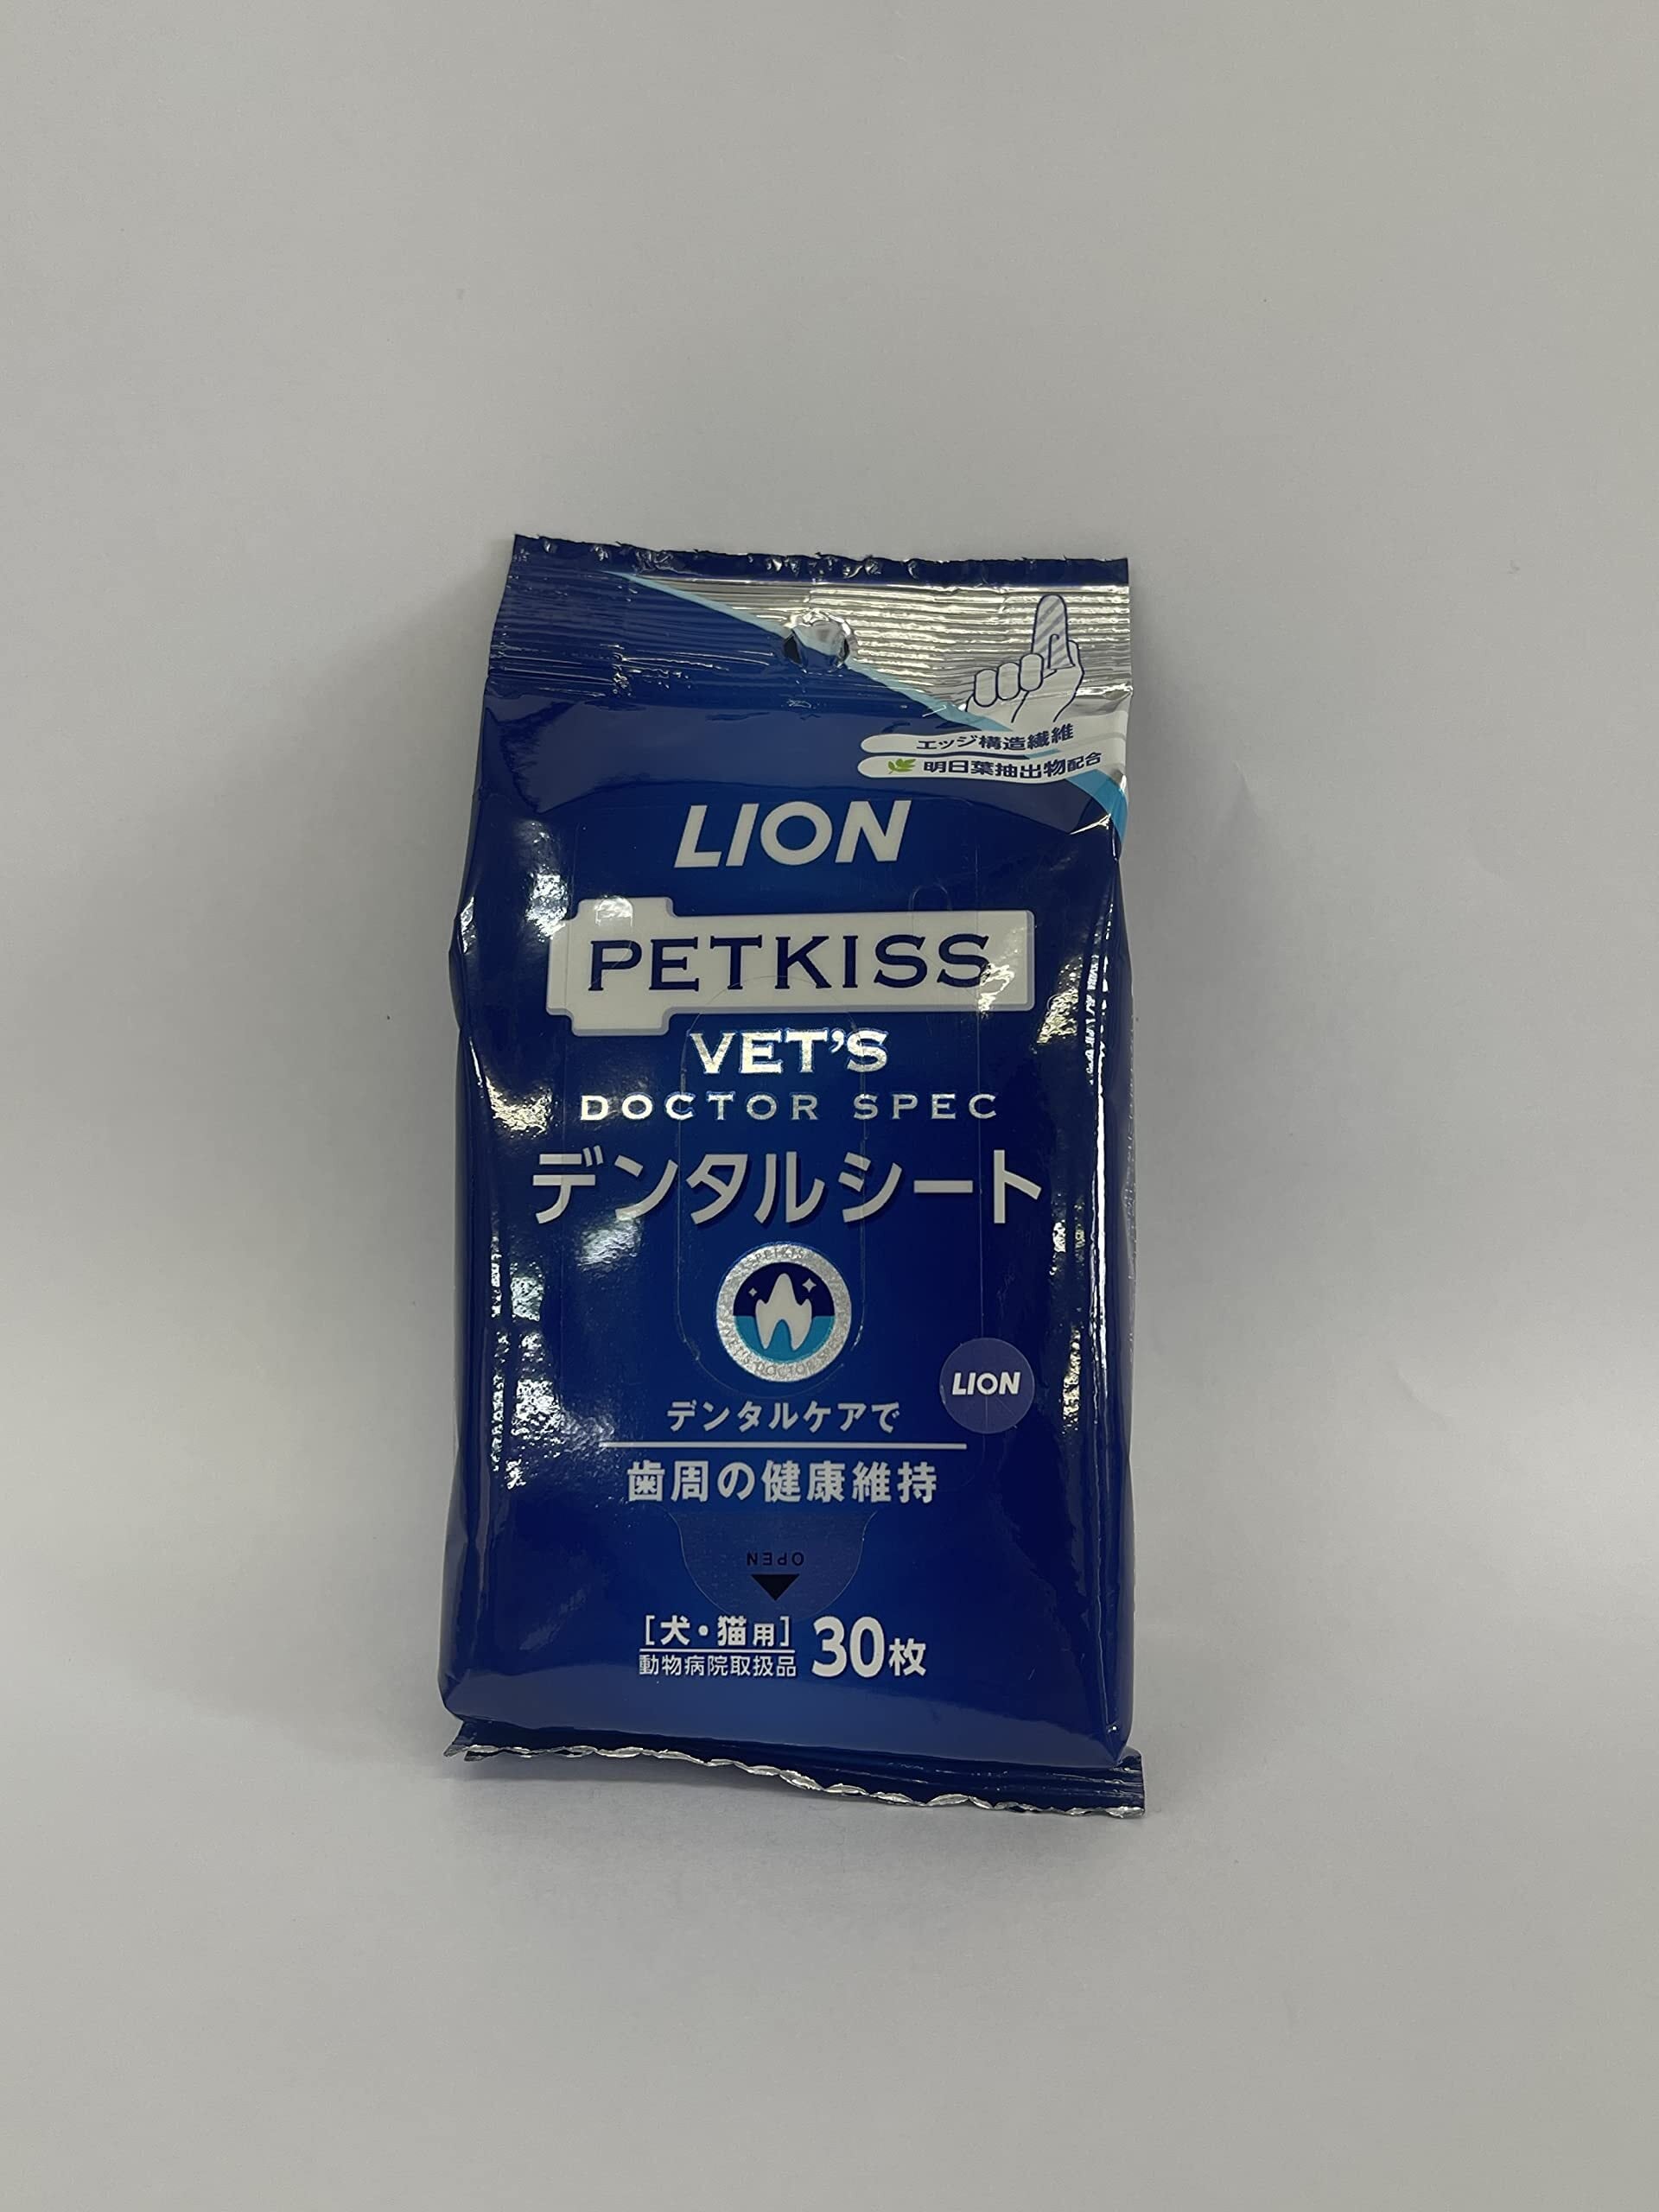 エッジ構造繊維
明日葉抽出物配合
LION
PETKISS
VET'S
DOCTOR SPEC
デンタルシート
LION
デンタルケアで
歯周の健康維持
OPEN
[犬・猫用]
動物病院取扱品
30枚